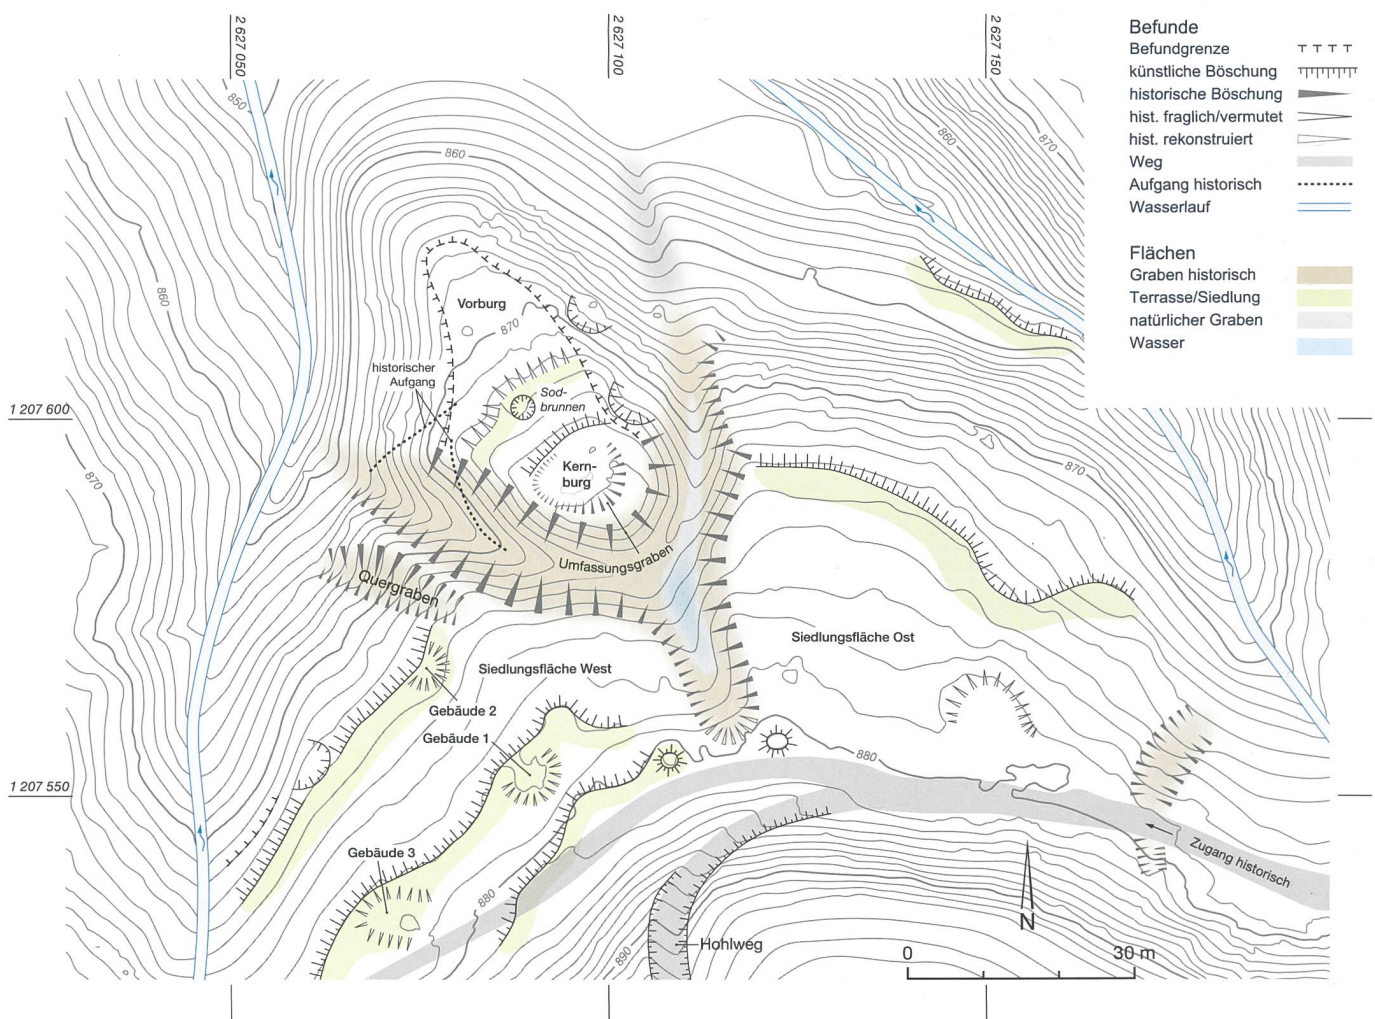 2 627 050
2 627 100
2 627 150
Befunde
Befundgrenze
künstliche Böschung
historische Böschung
hist. fraglich/vermutet
hist. rekonstruiert
Weg
Aufgang historisch
Wasserlauf
Flächen
Graben historisch
Terrasse/Siedlung
natürlicher Graben
Wasser
850
860
860
870
860
Vorburg
870
historischer
Aufgang
Sod-
brunnen
1 207 600
Kern-
burg
870
870
Umfassungsgraben
Quergraben
Siedlungsfläche Ost
Siedlungsfläche West
Gebäude 2
Gebäude 1
880
1 207 550
Gebäude 3
Zugang historisch
880
N
890
Hohlweg
0
30 m